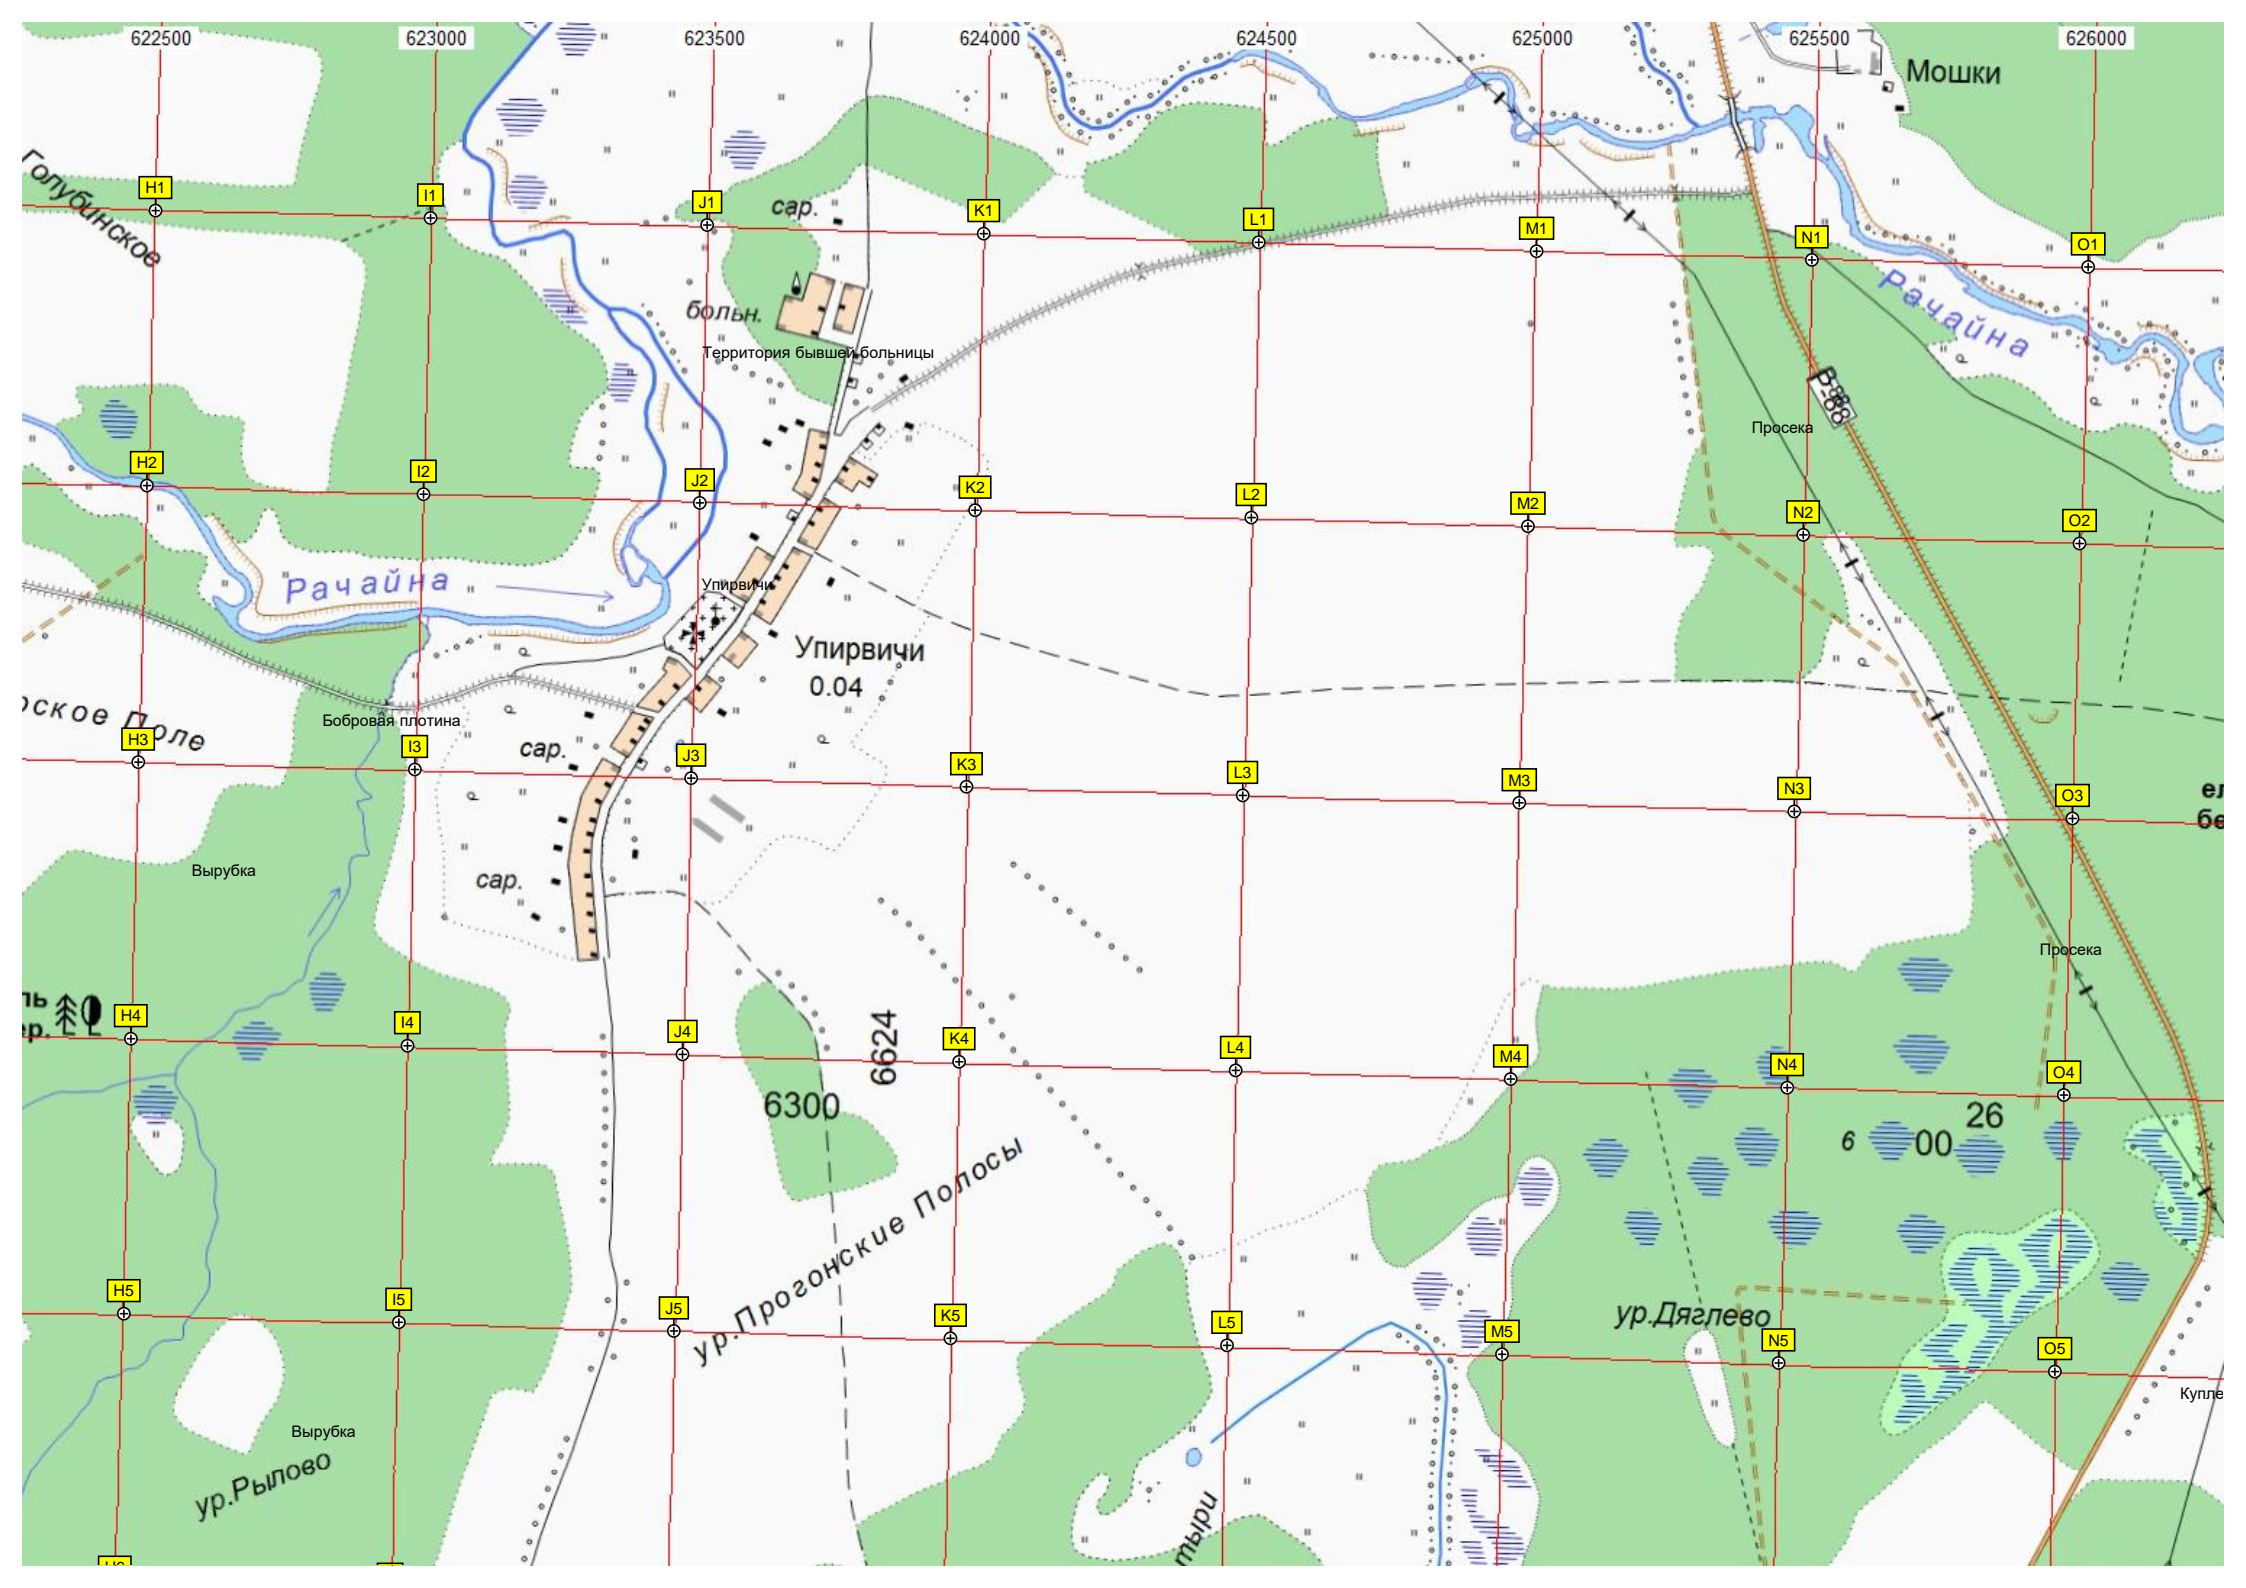 622500 623000 623500 624000 624500 625000 625500 626000
Мошки
Голубинское
H1 I1 J1 K1 L1 M1 N1 O1
сар.
Рачайна
больн.
Территория бывшей больницы
Р-88
Просека
H2 I2 J2 K2 L2 M2 N2 O2
Рачайна
Упирвичи
Упирвичи
0.04
Поле
Бобровая плотина
сар.
H3 I3 J3 K3 L3 M3 N3 O3
Вырубка
сар.
Просека
H4 I4 J4 K4 L4 M4 N4 O4
6624
6300
26
6 00
ур.Прогонские Полосы
ур.Дяглево
H5 I5 J5 K5 L5 M5 N5 O5
Купле
Вырубка
ур.Рылово
тыри